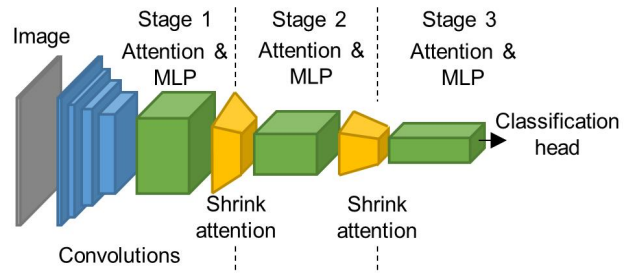 Image
Stage 1
Attention &
MLP
Stage 2
Attention &
MLP
Stage 3
Attention &
MLP
Classification
head
Shrink
attention
Shrink
attention
Convolutions